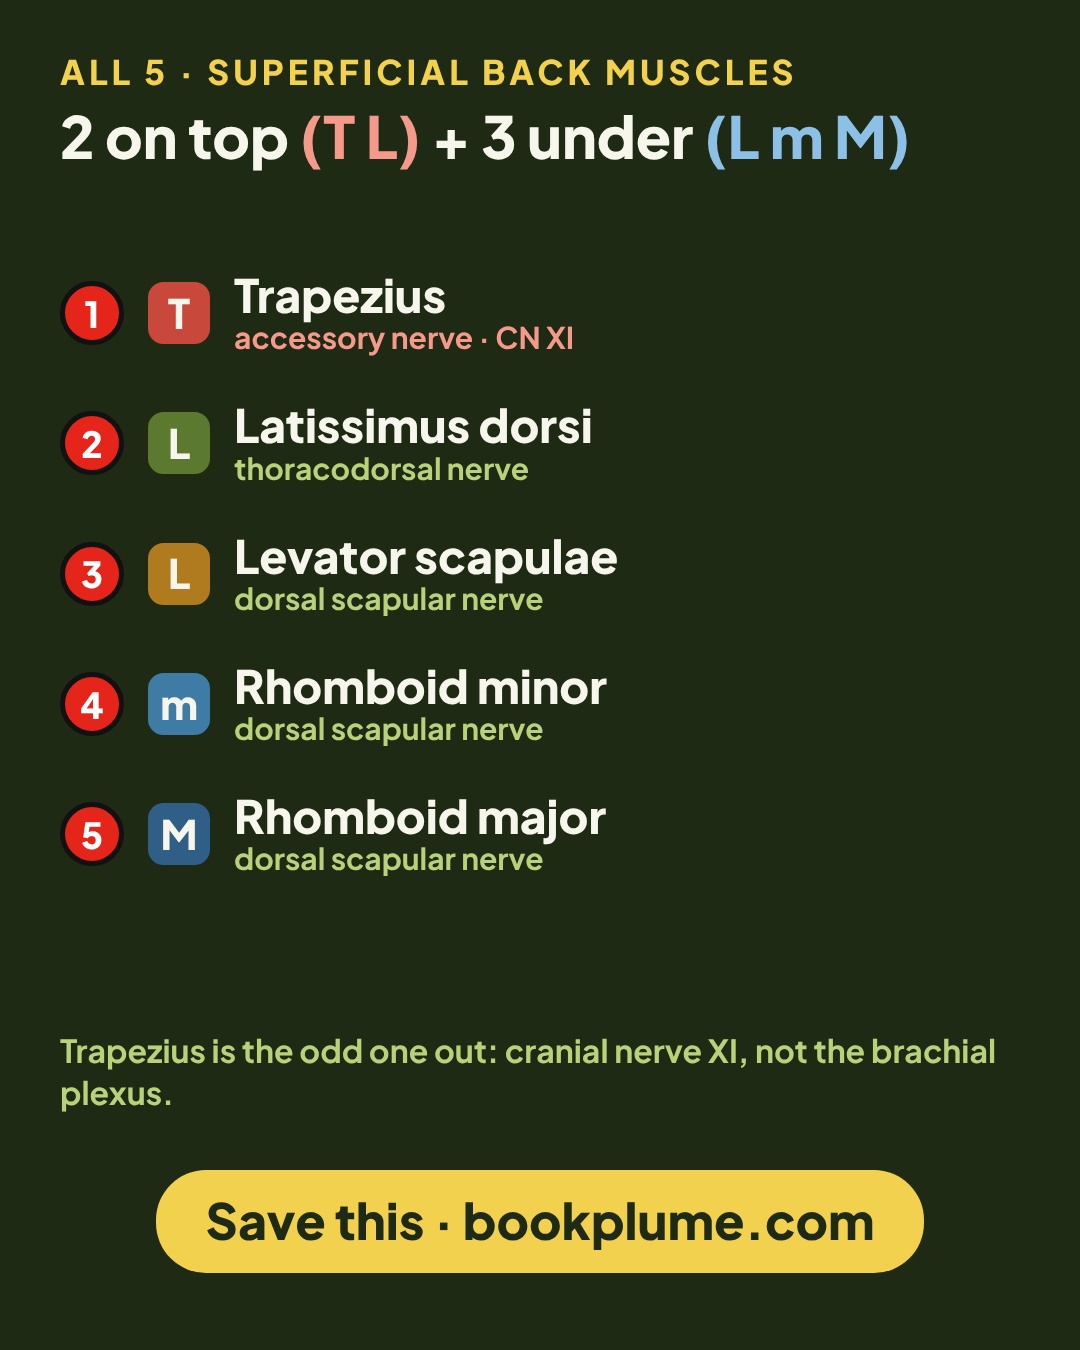 ALL 5 · SUPERFICIAL BACK MUSCLES
2 on top (T L) + 3 under (L m M)
1 T Trapezius
accessory nerve · CN XI
2 L Latissimus dorsi
thoracodorsal nerve
3 L Levator scapulae
dorsal scapular nerve
4 m Rhomboid minor
dorsal scapular nerve
5 M Rhomboid major
dorsal scapular nerve
Trapezius is the odd one out: cranial nerve XI, not the brachial
plexus.
Save this · bookplume.com